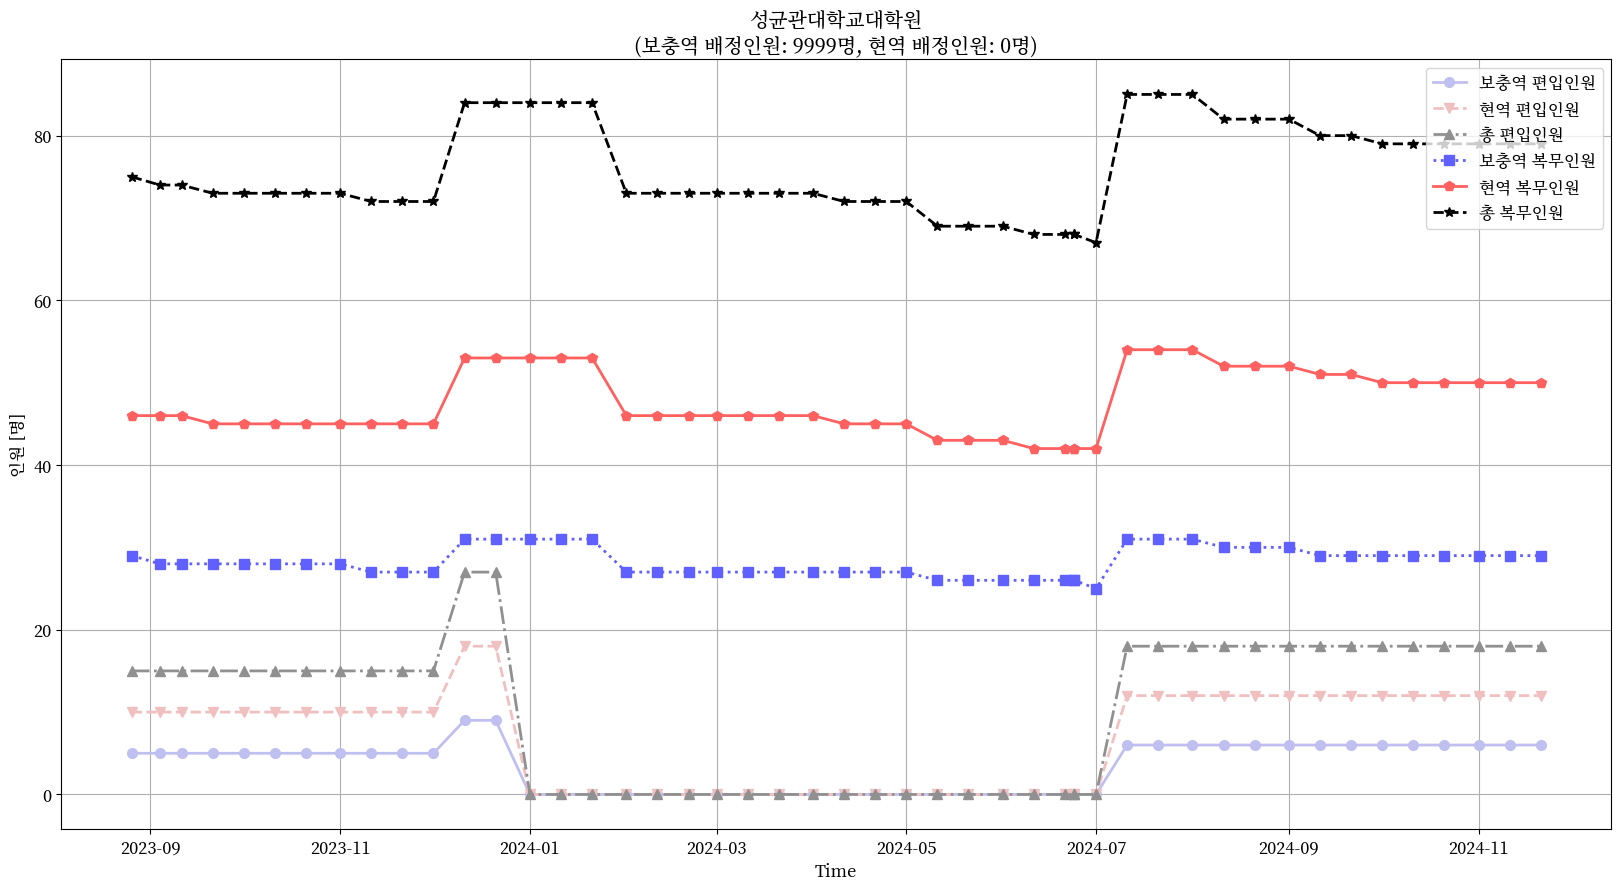 성균관대학교대학원
(보충역 배정인원: 9999명, 현역 배정인원: 0명)
보충역 편입인원
현역 편입인원
총 편입인원
보충역 복무인원
현역 복무인원
총 복무인원
인원 [명]
80
60
40
20
0
2023-09
2023-11
2024-01
2024-03
2024-05
2024-07
2024-09
2024-11
Time